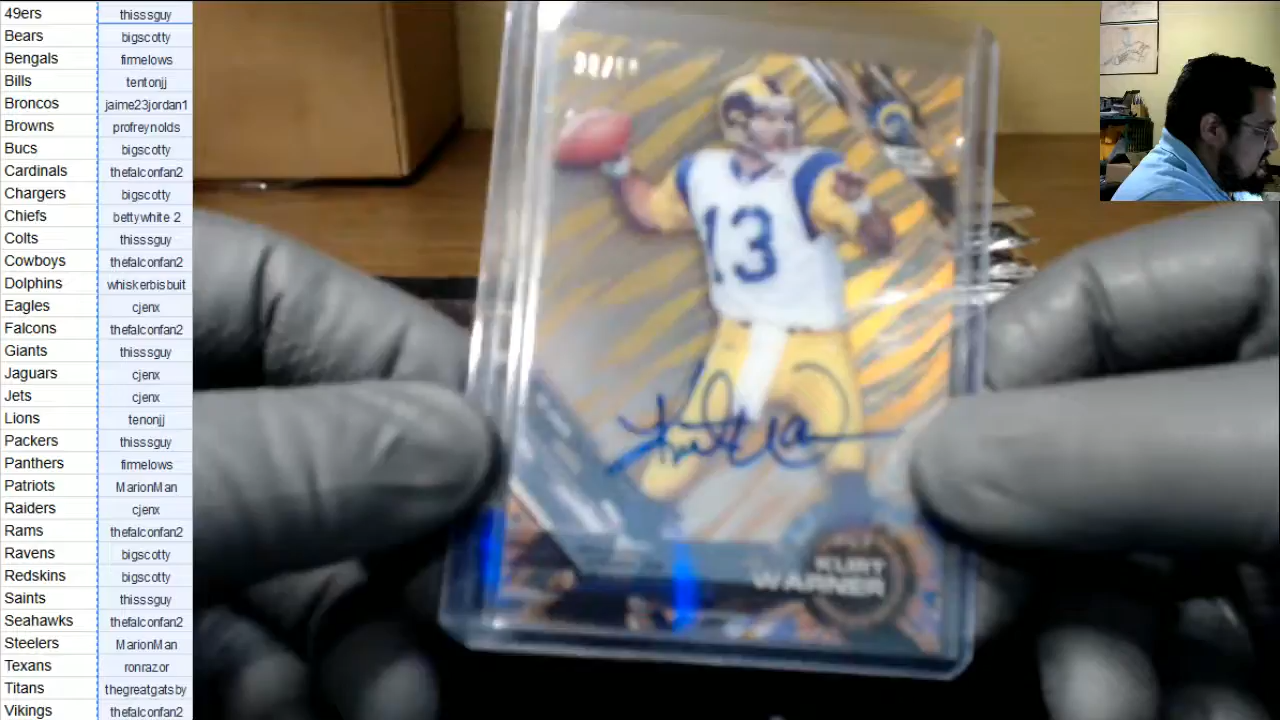 49ers thisssguy
Bears bigscotty
Bengals firmelows
Bills tentonjj
Broncos jaime23jordan1
Browns profreynolds
Bucs bigscotty
Cardinals thefalconfan2
Chargers bigscotty
Chiefs bettywhite 2
Colts thisssguy
Cowboys thefalconfan2
Dolphins whiskerbisbuit
Eagles cjenx
Falcons thefalconfan2
Giants thisssguy
Jaguars cjenx
Jets cjenx
Lions tenonjj
Packers thisssguy
Panthers firmelows
Patriots MarionMan
Raiders cjenx
Rams thefalconfan2
Ravens bigscotty
Redskins bigscotty
Saints thisssguy
Seahawks thefalconfan2
Steelers MarionMan
Texans ronrazor
Titans thegreatgatsby
Vikings thefalconfan2
13
KURT
WARNER